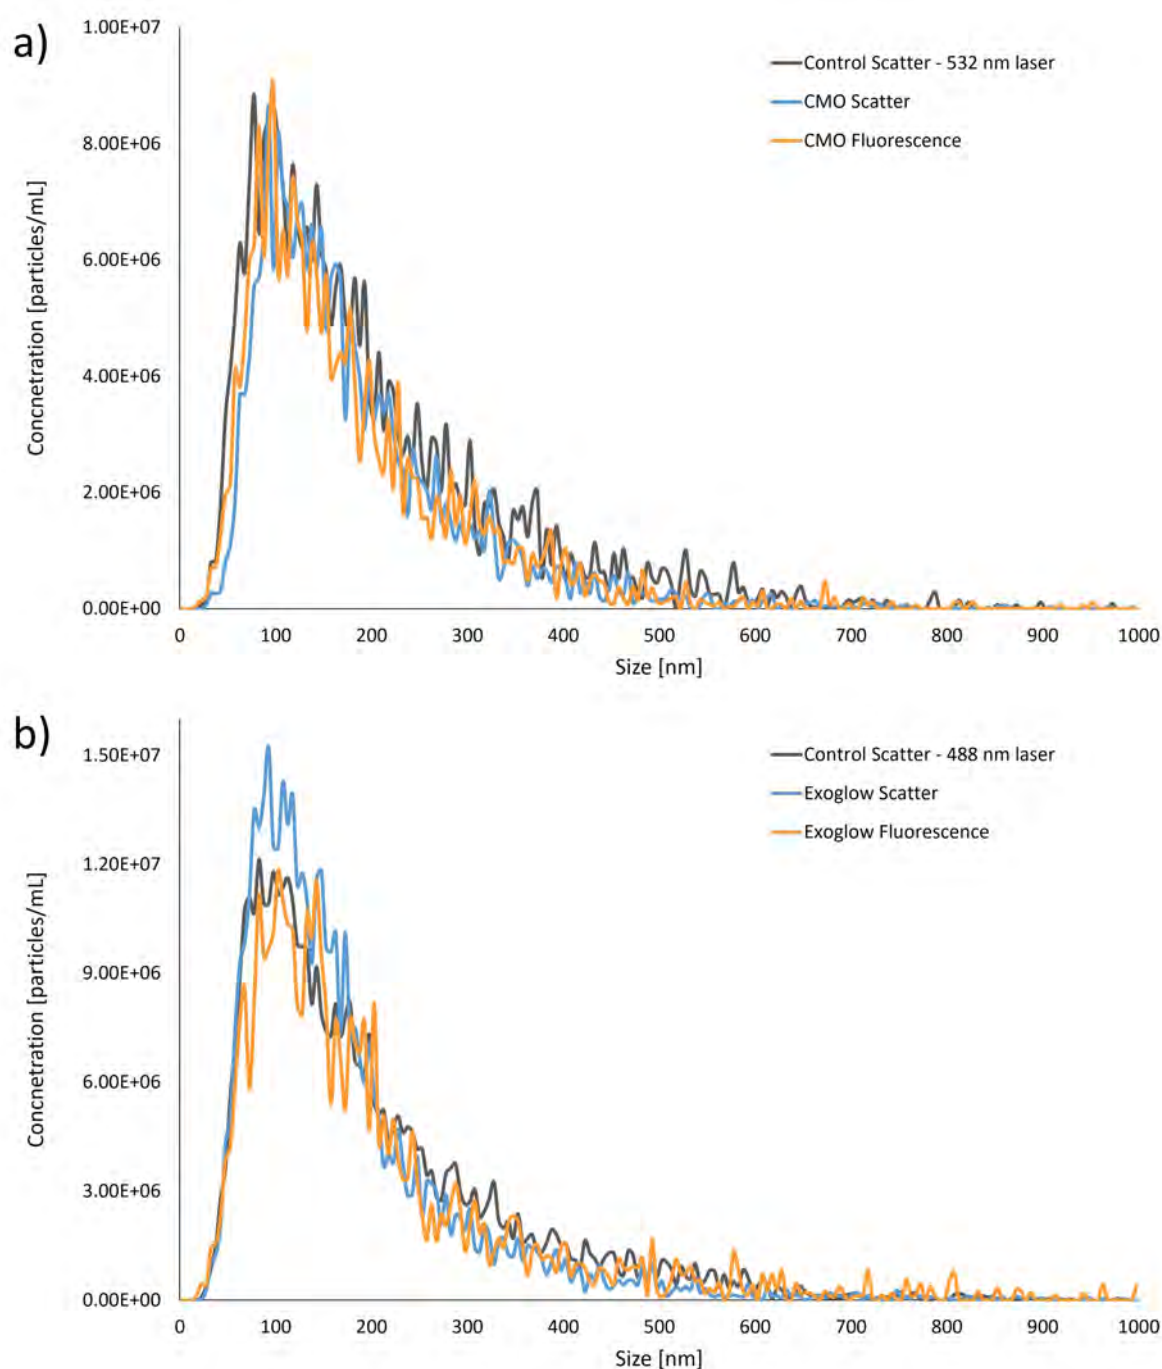 a)
1.00E+07
8.00E+06
6.00E+06
4.00E+06
2.00E+06
0.00E+00
Concnetration [particles/mL]
Control Scatter - 532 nm laser
CMO Scatter
CMO Fluorescence
0 100 200 300 400 500 600 700 800 900 1000
Size [nm]
b)
1.50E+07
1.20E+07
9.00E+06
6.00E+06
3.00E+06
0.00E+00
Concnetration [particles/mL]
Control Scatter - 488 nm laser
Exoglow Scatter
Exoglow Fluorescence
0 100 200 300 400 500 600 700 800 900 1000
Size [nm]